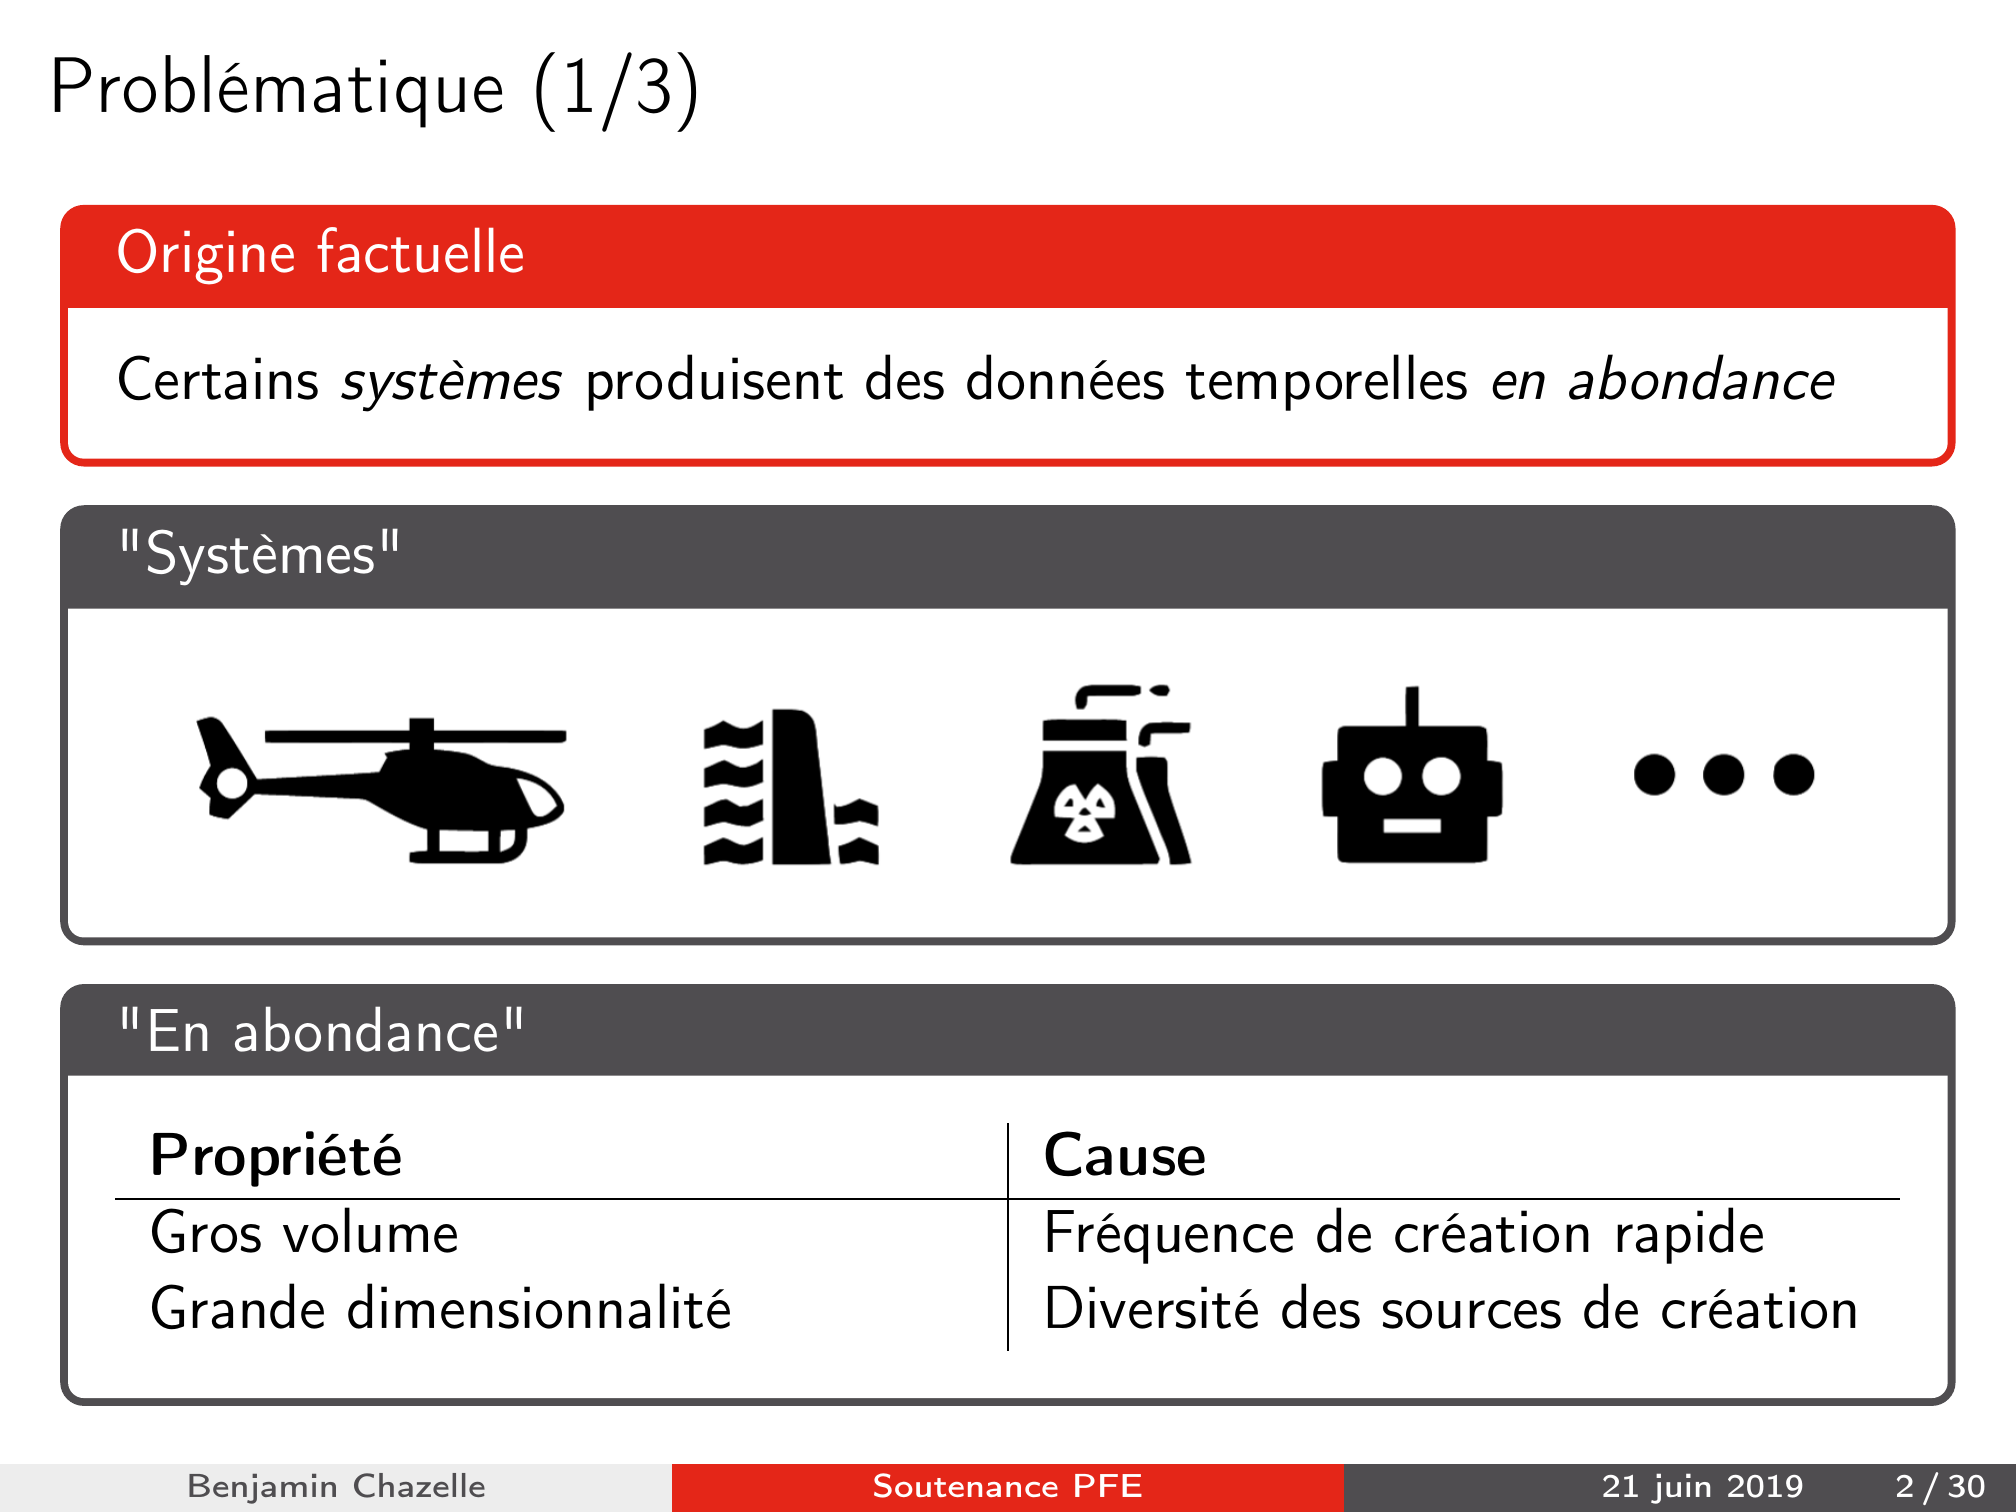 Problématique (1/3)
Origine factuelle
Certains systèmes produisent des données temporelles en abondance
"Systèmes"
"En abondance"
Propriété Cause
Gros volume Fréquence de création rapide
Grande dimensionnalité Diversité des sources de création
Benjamin Chazelle Soutenance PFE 21 juin 2019 2 / 30